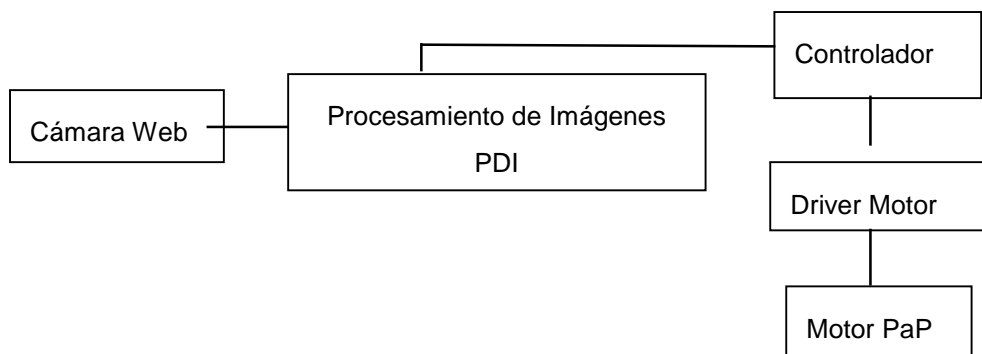 Controlador
Procesamiento de Imágenes
PDI
Cámara Web
Driver Motor
Motor PaP